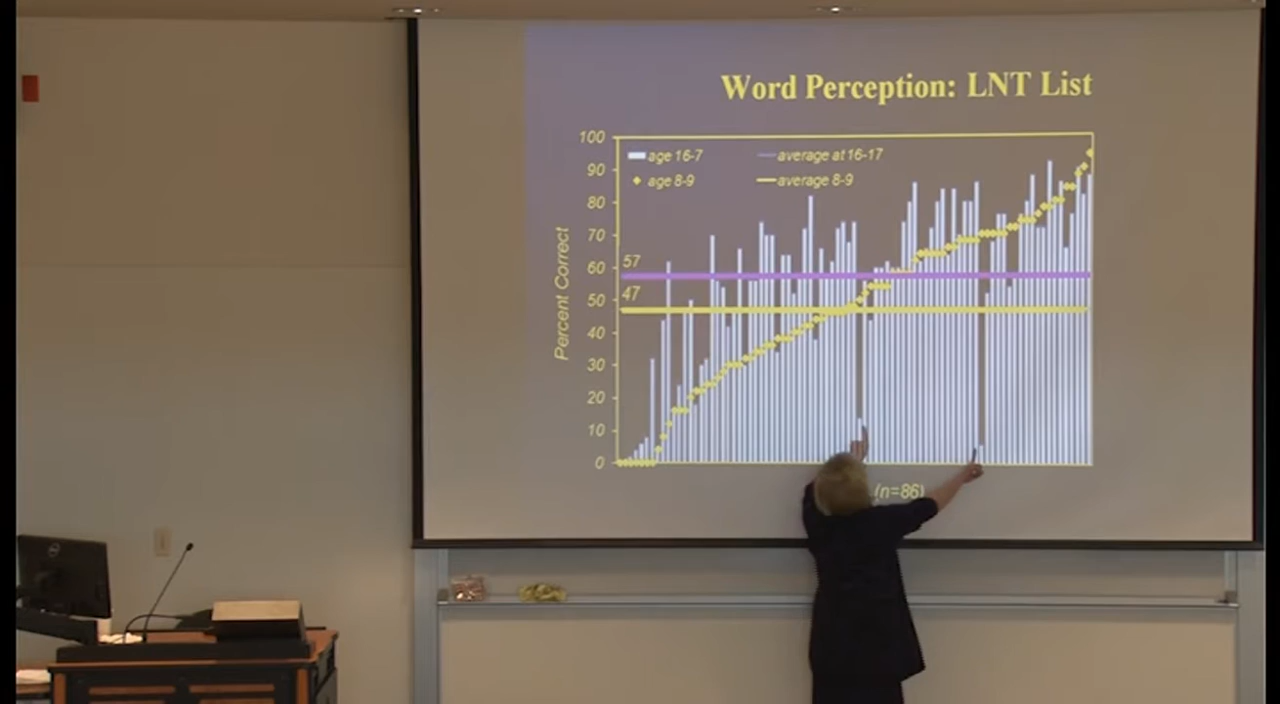 Word Perception: LNT List
100
90
80
70
60
50
40
30
20
10
0
Percent Correct
age 16-7
average at 16-17
age 8-9
average 8-9
57
47
(n=86)